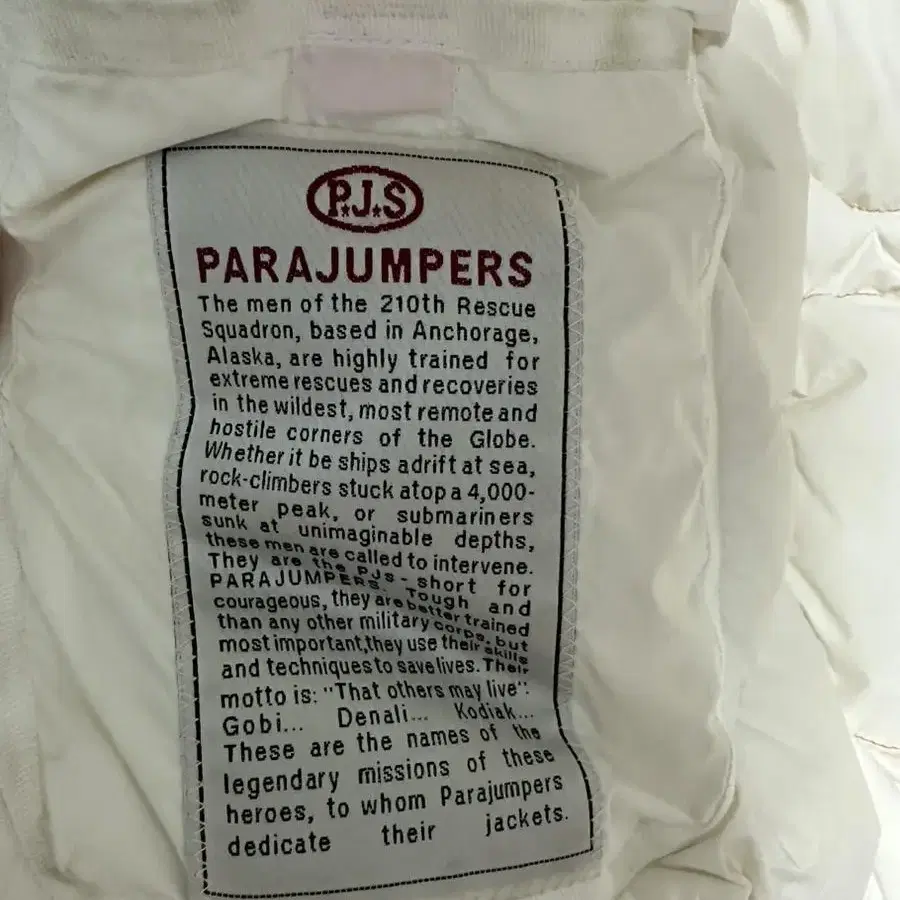 P.J.S
PARAJUMPERS
The men of the 210th Rescue
Squadron, based in Anchorage,
Alaska, are highly trained for
extreme rescues and recoveries
in the wildest, most remote and
hostile corners of the Globe.
Whether it be ships adrift at sea,
rock-climbers stuck atop a 4,000-
meter peak, or submariners
sunk at unimaginable depths,
these men are called to intervene.
They are the PJs - short for
PARAJUMPERS. Tough and
courageous, they are better trained
than any other military corps, but
most important,they use their skills
and techniques to save lives. Their
motto is: "That others may live":
Gobi... Denali... Kodiak...
These are the names of the
legendary missions of these
heroes, to whom Parajumpers
dedicate their jackets.